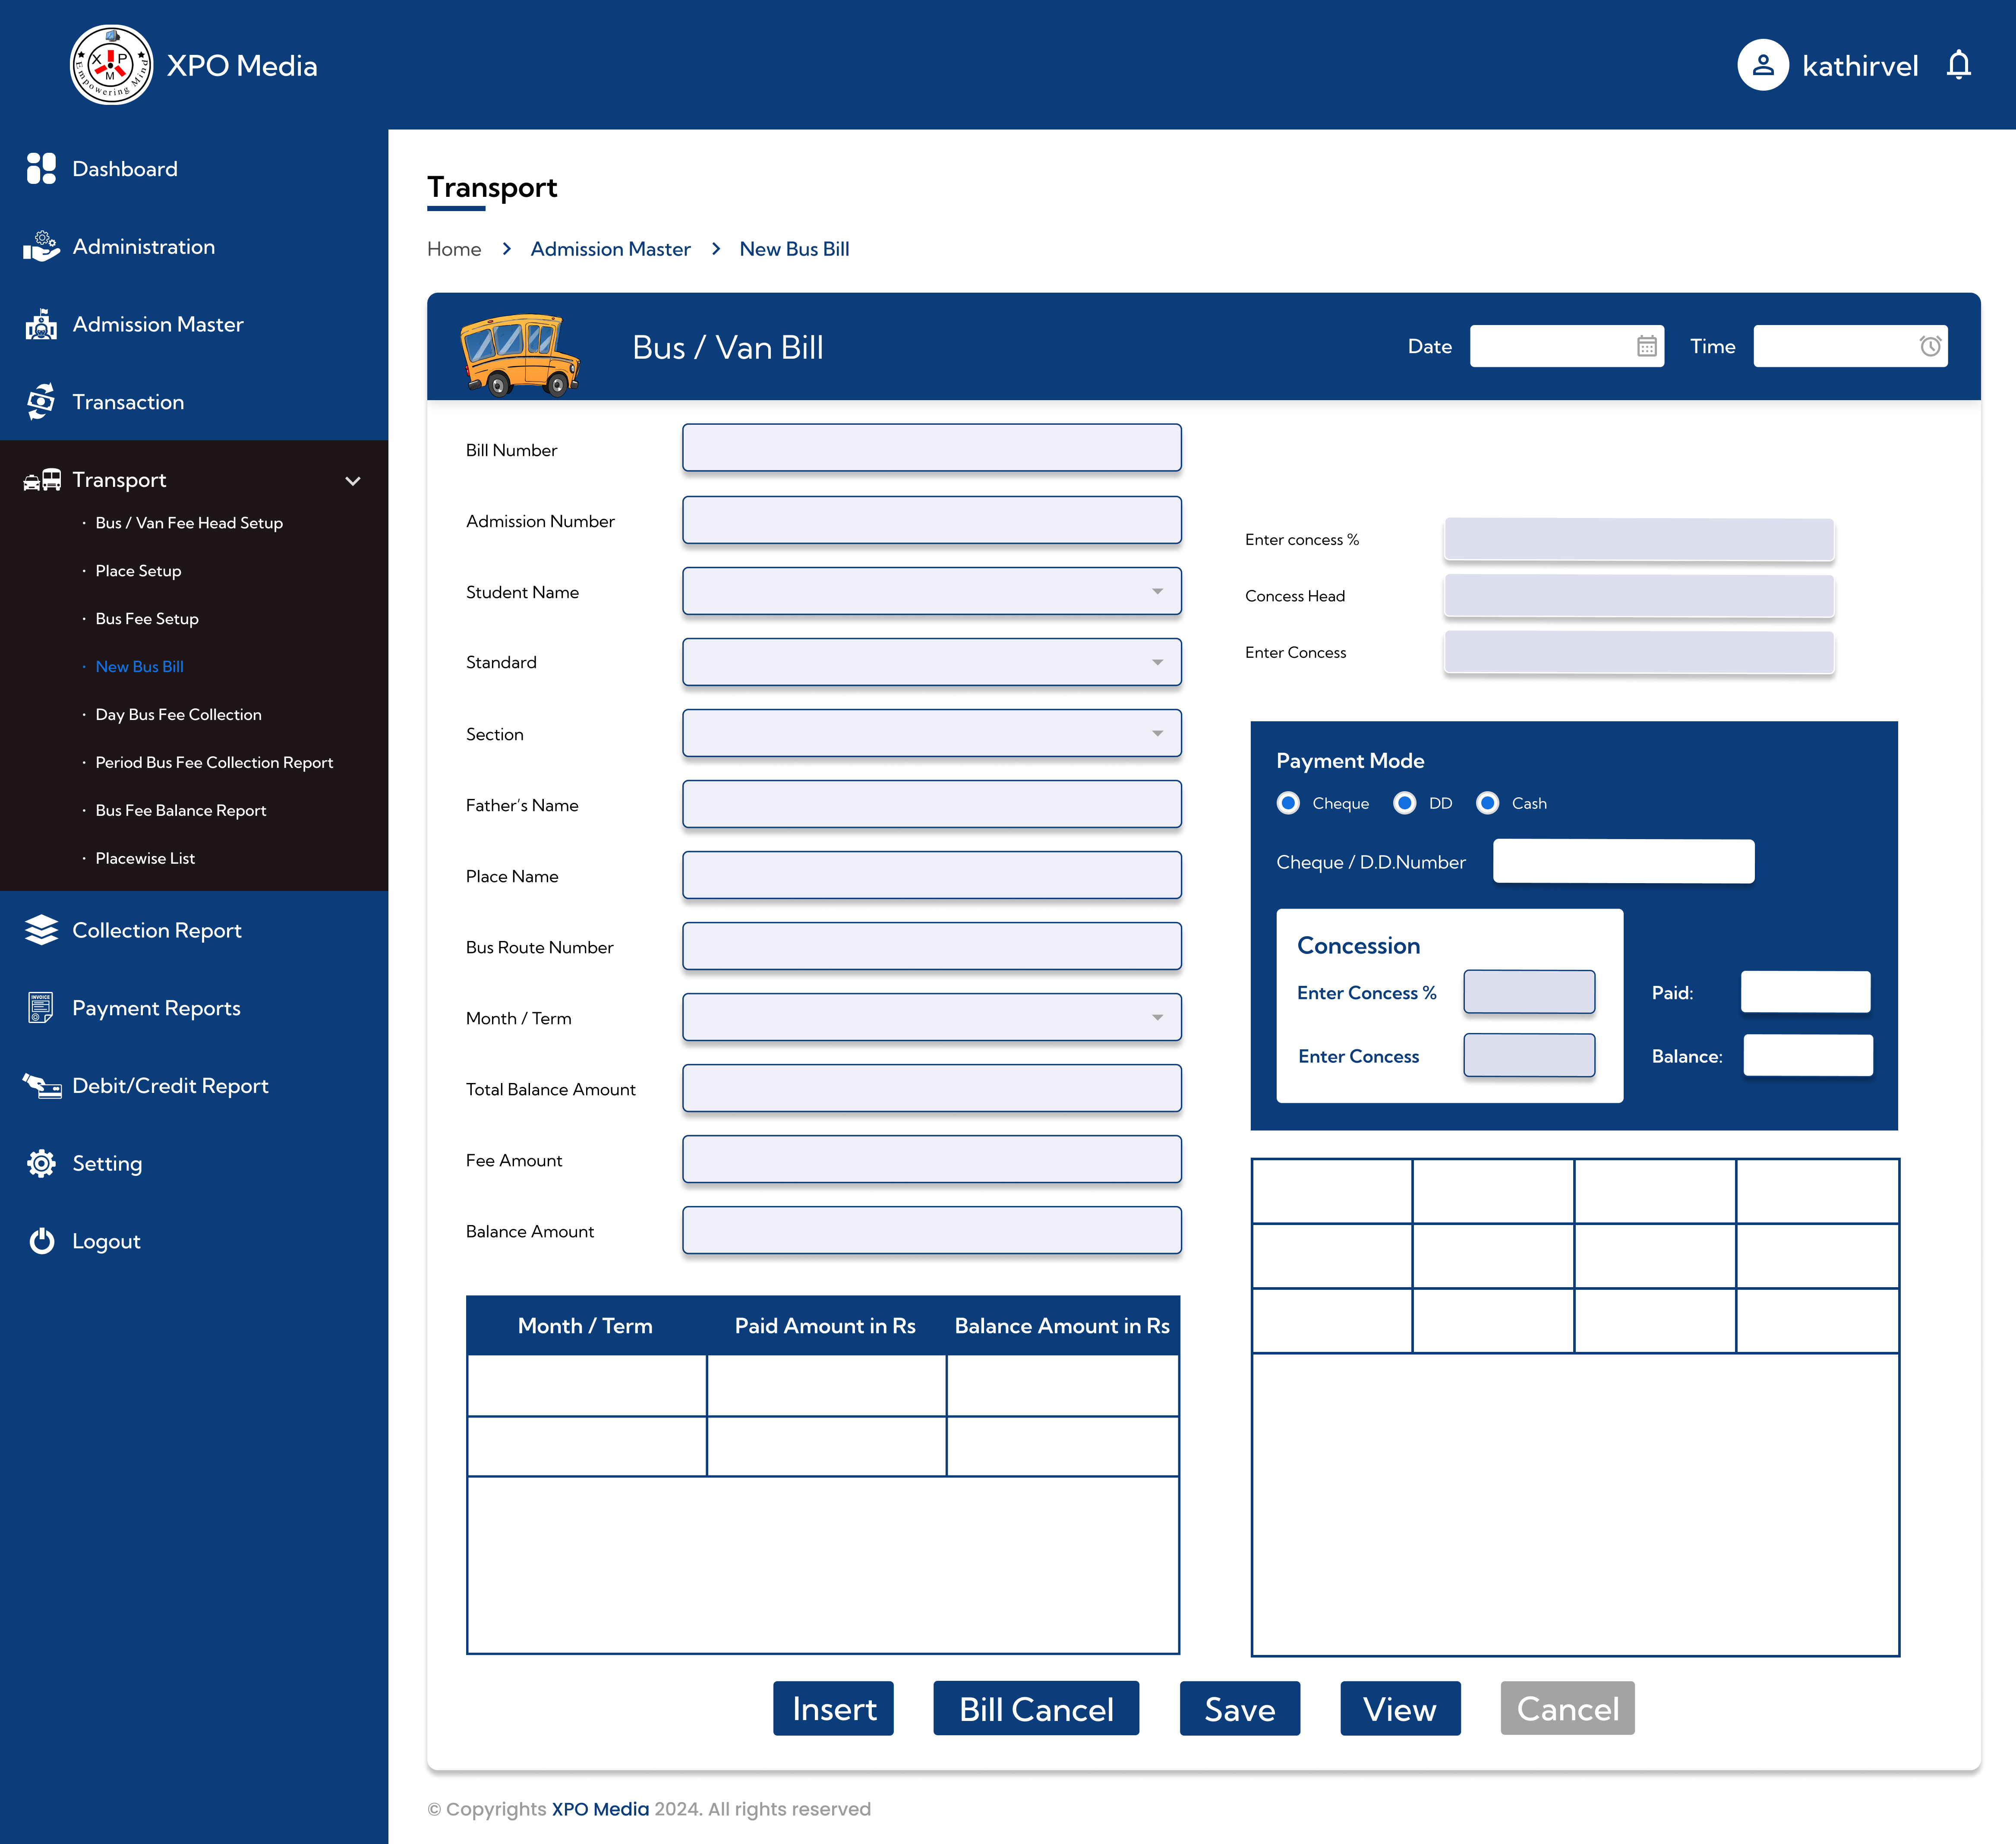 X P M
Empowering Mind
XPO Media
kathirvel
Dashboard
Administration
Admission Master
Transaction
Transport
· Bus / Van Fee Head Setup
· Place Setup
· Bus Fee Setup
· New Bus Bill
· Day Bus Fee Collection
· Period Bus Fee Collection Report
· Bus Fee Balance Report
· Placewise List
Collection Report
INVOICE
Payment Reports
Debit/Credit Report
Setting
Logout
Transport
Home > Admission Master > New Bus Bill
Bus / Van Bill
Date
Time
Bill Number
Admission Number
Student Name
Standard
Section
Father's Name
Place Name
Bus Route Number
Month / Term
Total Balance Amount
Fee Amount
Balance Amount
Enter concess %
Concess Head
Enter Concess
Payment Mode
Cheque DD Cash
Cheque / D.D.Number
Concession
Enter Concess %
Enter Concess
Paid:
Balance:
Month / Term Paid Amount in Rs Balance Amount in Rs
Insert Bill Cancel Save View Cancel
© Copyrights XPO Media 2024. All rights reserved